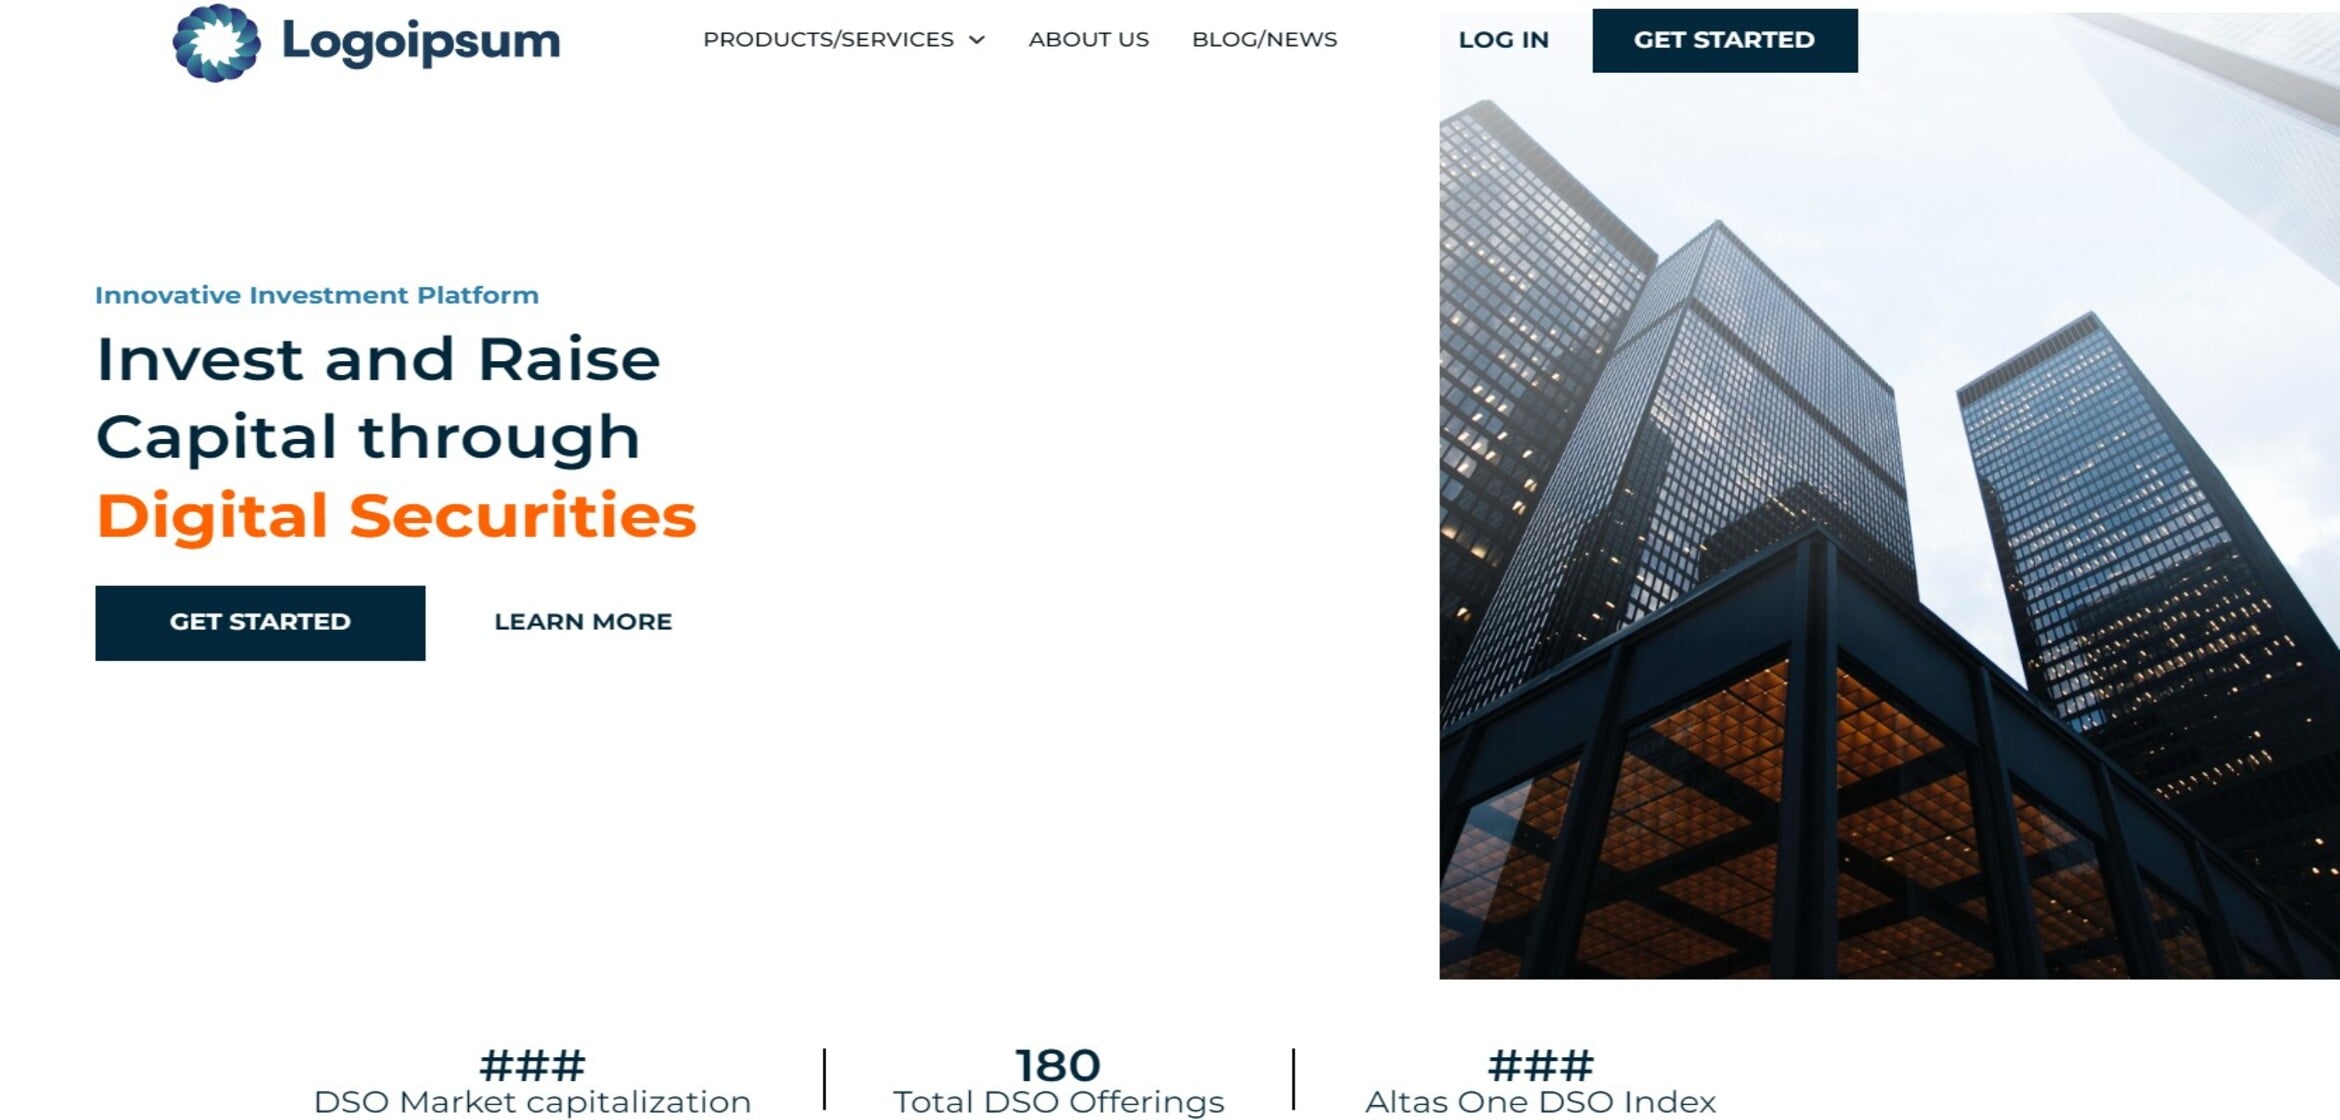 Logoipsum
PRODUCTS/SERVICES ABOUT US BLOG/NEWS LOG IN GET STARTED
Innovative Investment Platform
Invest and Raise
Capital through
Digital Securities
GET STARTED LEARN MORE
### 180 ###
DSO Market capitalization Total DSO Offerings Altas One DSO Index